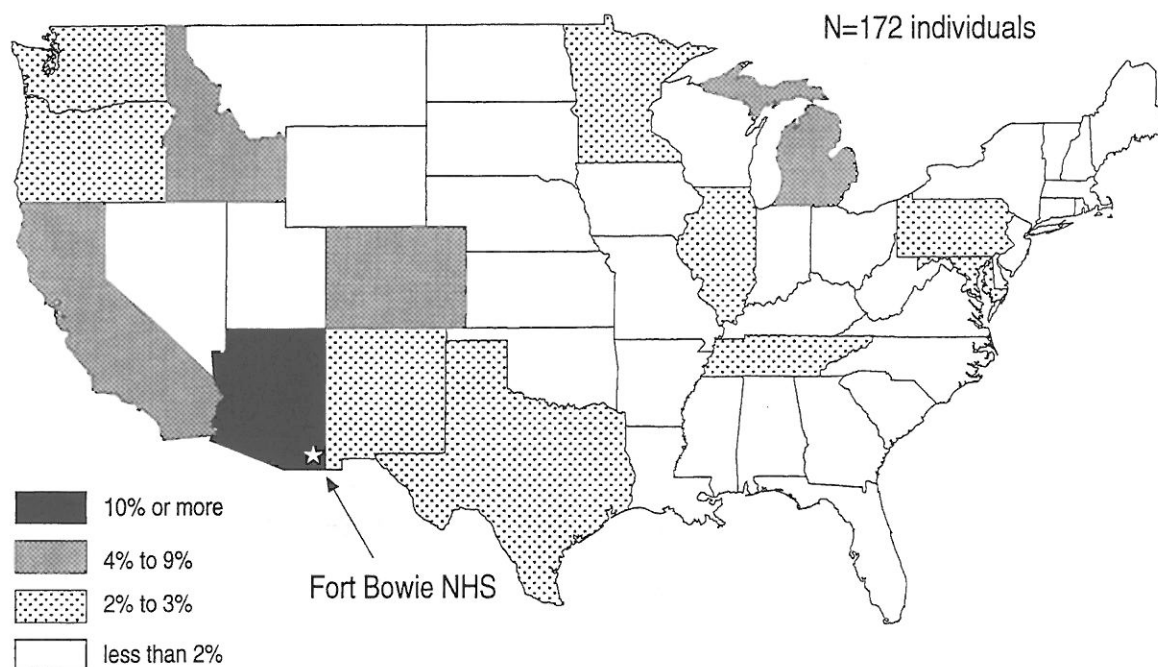 N=172 individuals
10% or more
4% to 9%
Fort Bowie NHS
2% to 3%
less than 2%